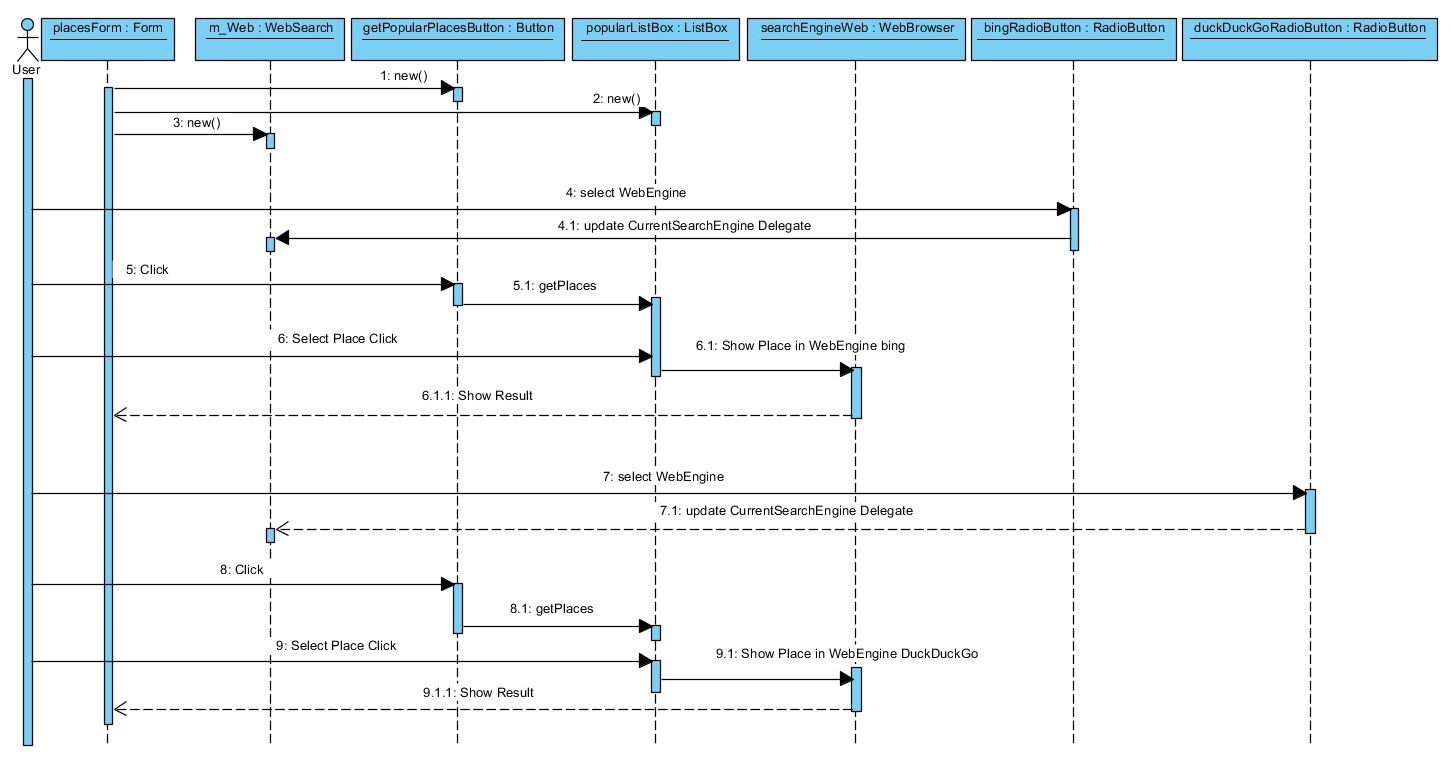 placesForm : Form
m_Web : WebSearch
getPopularPlacesButton : Button
popularListBox : ListBox
searchEngineWeb : WebBrowser
bingRadioButton : RadioButton
duckDuckGoRadioButton : RadioButton
User
1: new()
2: new()
3: new()
4: select WebEngine
4.1: update CurrentSearchEngine Delegate
5: Click
5.1: getPlaces
6: Select Place Click
6.1: Show Place in WebEngine bing
6.1.1: Show Result
7: select WebEngine
7.1: update CurrentSearchEngine Delegate
8: Click
8.1: getPlaces
9: Select Place Click
9.1: Show Place in WebEngine DuckDuckGo
9.1.1: Show Result